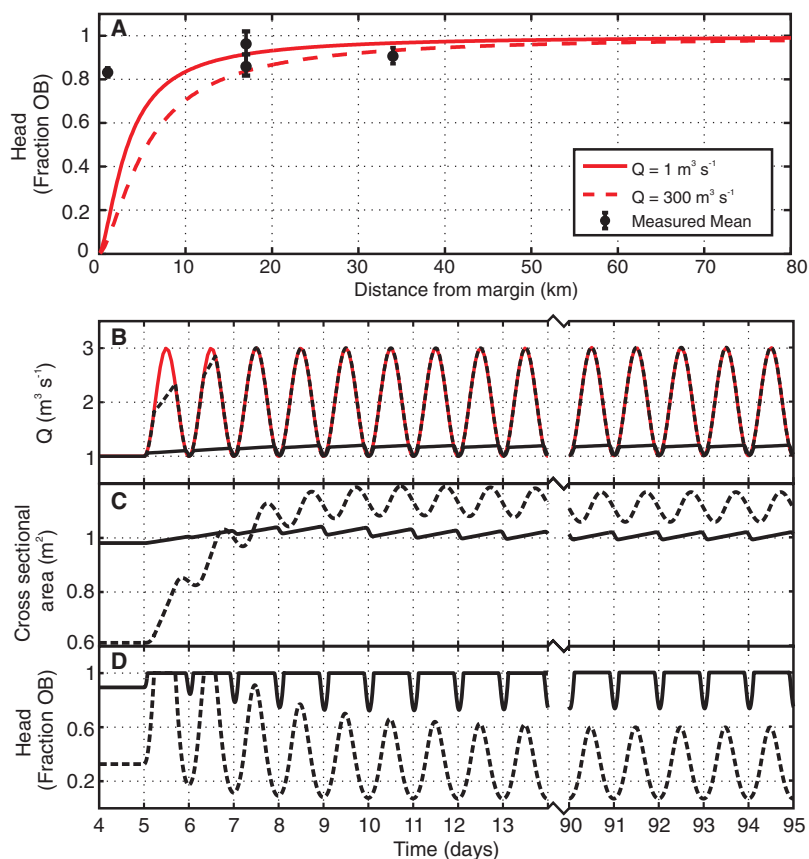 A
Head
(Fraction OB)
1
0.8
0.6
0.4
0.2
0
Q = 1 m³ s⁻¹
Q = 300 m³ s⁻¹
Measured Mean
0 10 20 30 40 50 60 70 80
Distance from margin (km)
B
Q (m³ s⁻¹)
3
2
1
C
Cross sectional
area (m²)
1
0.8
0.6
D
Head
(Fraction OB)
1
0.6
0.2
4 5 6 7 8 9 10 11 12 13 90 91 92 93 94 95
Time (days)